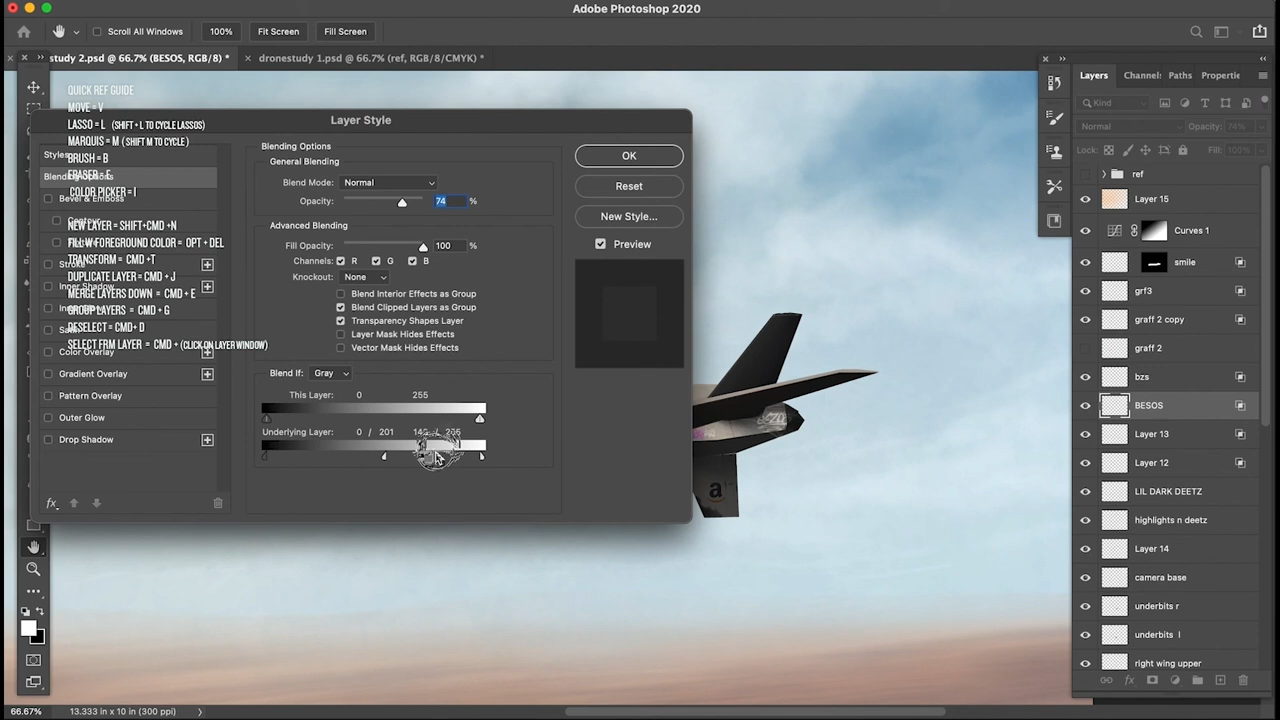 Adobe Photoshop 2020
Scroll All Windows
100%
Fit Screen
Fill Screen
study 2.psd @ 66.7% (BESOS, RGB/8) *
dronestudy 1.psd @ 66.7% (ref, RGB/8/CMYK) *
QUICK REF GUIDE
MOVE = V
LASSO = L (SHIFT + L TO CYCLE LASSOS)
MARQUIS = M (SHIFT M TO CYCLE)
BRUSH = B
ERASER = E
COLOR PICKER = I
NEW LAYER = SHIFT+CMD +N
FILL W FOREGROUND COLOR = OPT + DEL
TRANSFORM = CMD +T
DUPLICATE LAYER = CMD + J
MERGE LAYERS DOWN = CMD + E
GROUP LAYERS = CMD + G
DESELECT = CMD+ D
SELECT FRM LAYER = CMD + (CLICK ON LAYER WINDOW)
Layer Style
Styles
Blending Options
Bevel & Emboss
Contour
Stroke
Inner Shadow
Satin
Color Overlay
Gradient Overlay
Pattern Overlay
Outer Glow
Drop Shadow
fx
Blending Options
General Blending
Blend Mode: Normal
Opacity: 74 %
Advanced Blending
Fill Opacity: 100 %
Channels: R G B
Knockout: None
Blend Interior Effects as Group
Blend Clipped Layers as Group
Transparency Shapes Layer
Layer Mask Hides Effects
Vector Mask Hides Effects
Blend If: Gray
This Layer: 0 255
Underlying Layer: 0 / 201
OK
Reset
New Style...
Preview
a
Layers
Channel:
Paths
Propertie
Kind
Normal
Opacity: 74%
Lock:
Fill: 100%
ref
Layer 15
Curves 1
smile
grf3
graff 2 copy
graff 2
bzs
BESOS
Layer 13
Layer 12
LIL DARK DEETZ
highlights n deetz
Layer 14
camera base
underbits r
underbits l
right wing upper
fx
66.67%
13.333 in x 10 in (300 ppi)